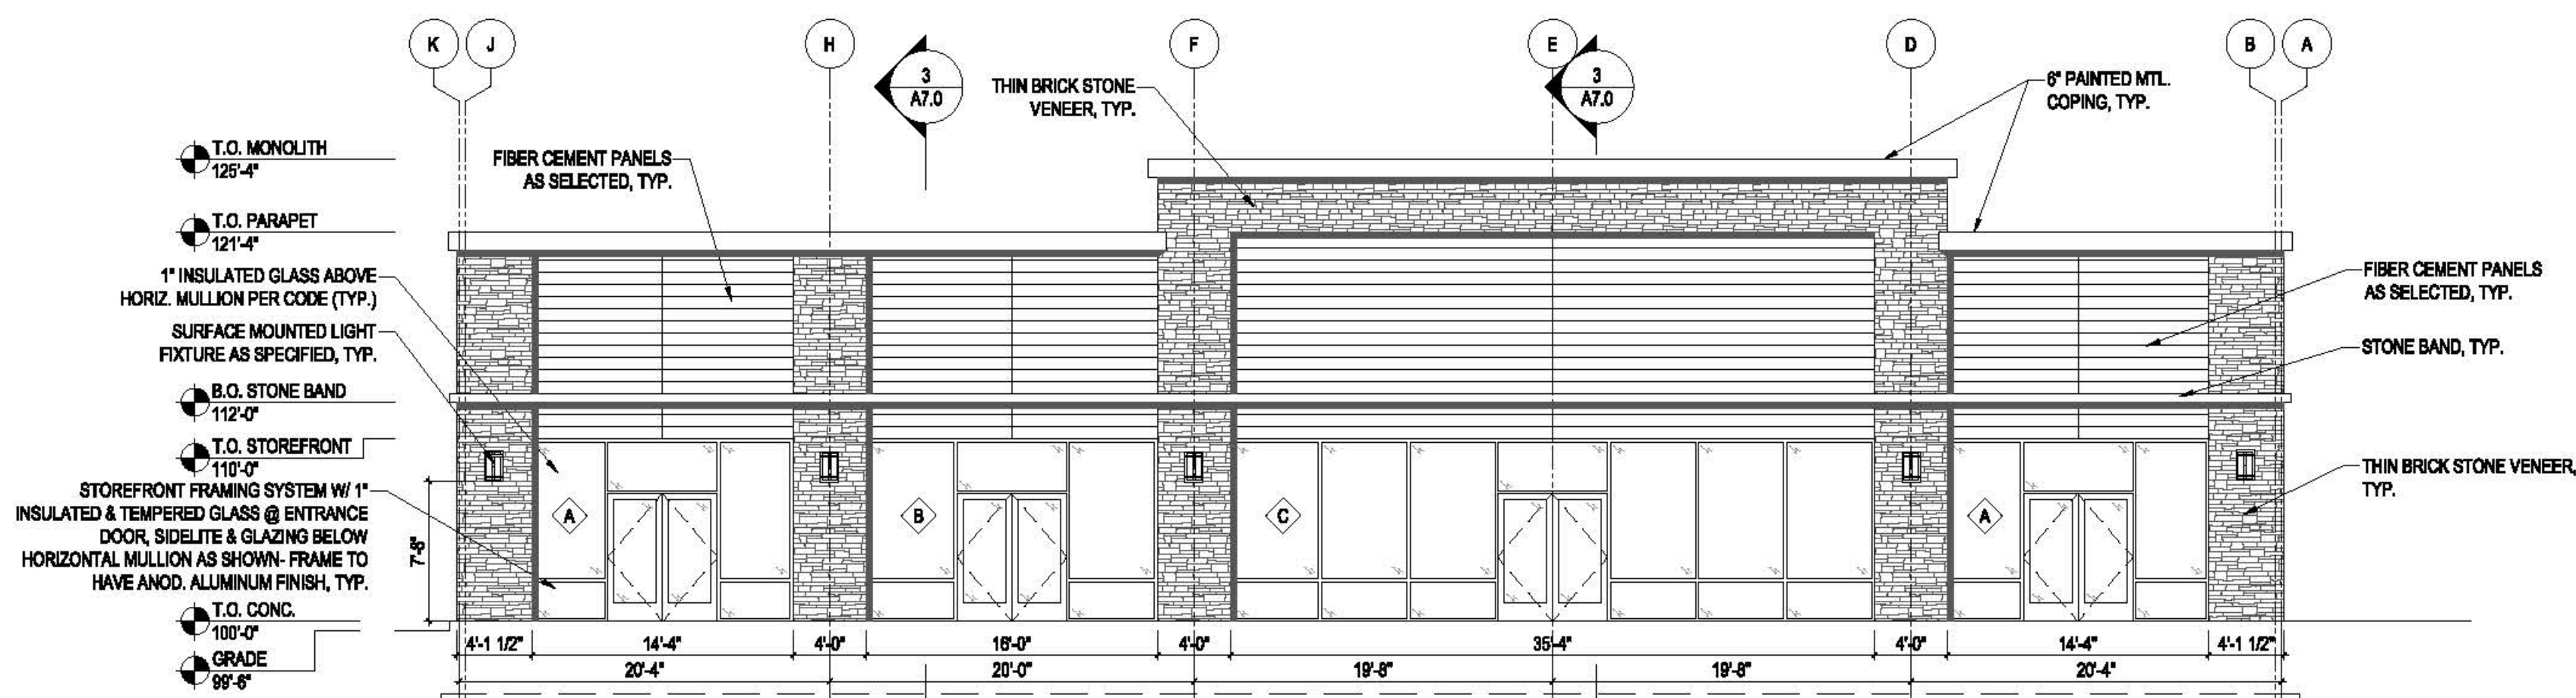 K J H F E D B A
3
A7.0
3
A7.0
THIN BRICK STONE
VENEER, TYP.
6" PAINTED MTL.
COPING, TYP.
T.O. MONOLITH
125'-4"
FIBER CEMENT PANELS
AS SELECTED, TYP.
T.O. PARAPET
121'-4"
1" INSULATED GLASS ABOVE
HORIZ. MULLION PER CODE (TYP.)
FIBER CEMENT PANELS
AS SELECTED, TYP.
SURFACE MOUNTED LIGHT
FIXTURE AS SPECIFIED, TYP.
STONE BAND, TYP.
B.O. STONE BAND
112'-0"
T.O. STOREFRONT
110'-0"
THIN BRICK STONE VENEER,
TYP.
STOREFRONT FRAMING SYSTEM W/ 1"
INSULATED & TEMPERED GLASS @ ENTRANCE
DOOR, SIDELITE & GLAZING BELOW
HORIZONTAL MULLION AS SHOWN- FRAME TO
HAVE ANOD. ALUMINUM FINISH, TYP.
A B C A
7'-8"
T.O. CONC.
100'-0"
GRADE
99'-6"
4'-1 1/2" 14'-4" 4'-0" 16'-0" 4'-0" 35'-4" 4'-0" 14'-4" 4'-1 1/2"
20'-4" 20'-0" 19'-8" 19'-8" 20'-4"